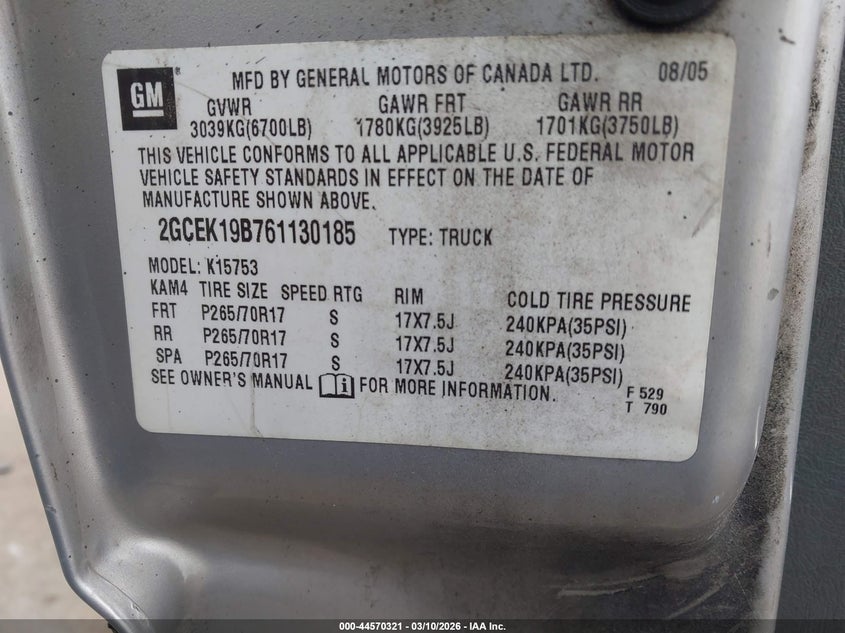 GM
MFD BY GENERAL MOTORS OF CANADA LTD. 08/05
GVWR GAWR FRT GAWR RR
3039KG(6700LB) 1780KG(3925LB) 1701KG(3750LB)
THIS VEHICLE CONFORMS TO ALL APPLICABLE U.S. FEDERAL MOTOR
VEHICLE SAFETY STANDARDS IN EFFECT ON THE DATE OF
MANUFACTURE SHOWN ABOVE.
2GCEK19B761130185 TYPE: TRUCK
MODEL: K15753
KAM4 TIRE SIZE SPEED RTG RIM COLD TIRE PRESSURE
FRT P265/70R17 S 17X7.5J 240KPA(35PSI)
RR P265/70R17 S 17X7.5J 240KPA(35PSI)
SPA P265/70R17 S 17X7.5J 240KPA(35PSI)
SEE OWNER'S MANUAL FOR MORE INFORMATION.
F 529
T 790
000-44570321 - 03/10/2026 - IAA Inc.